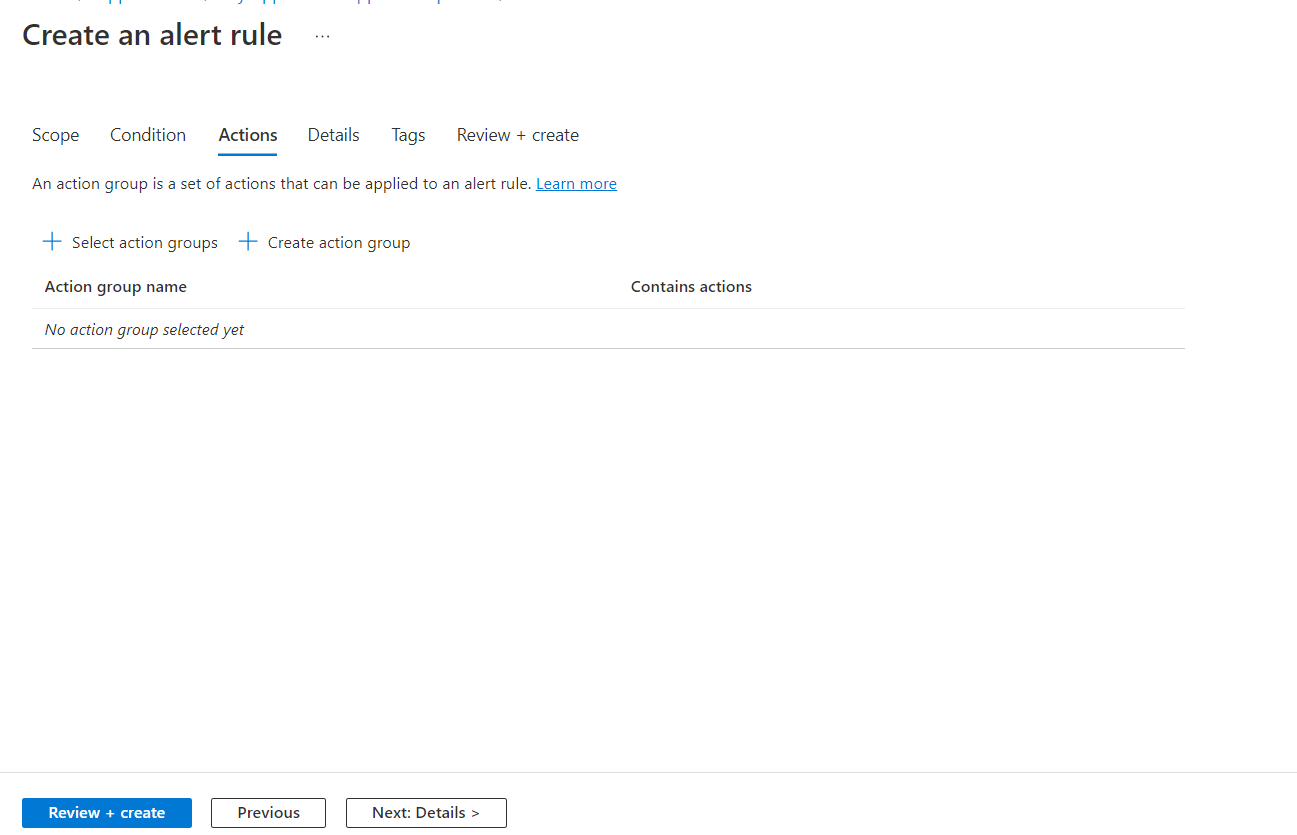 Create an alert rule ...
Scope Condition Actions Details Tags Review + create
An action group is a set of actions that can be applied to an alert rule. Learn more
Select action groups Create action group
Action group name Contains actions
No action group selected yet
Review + create Previous Next: Details >